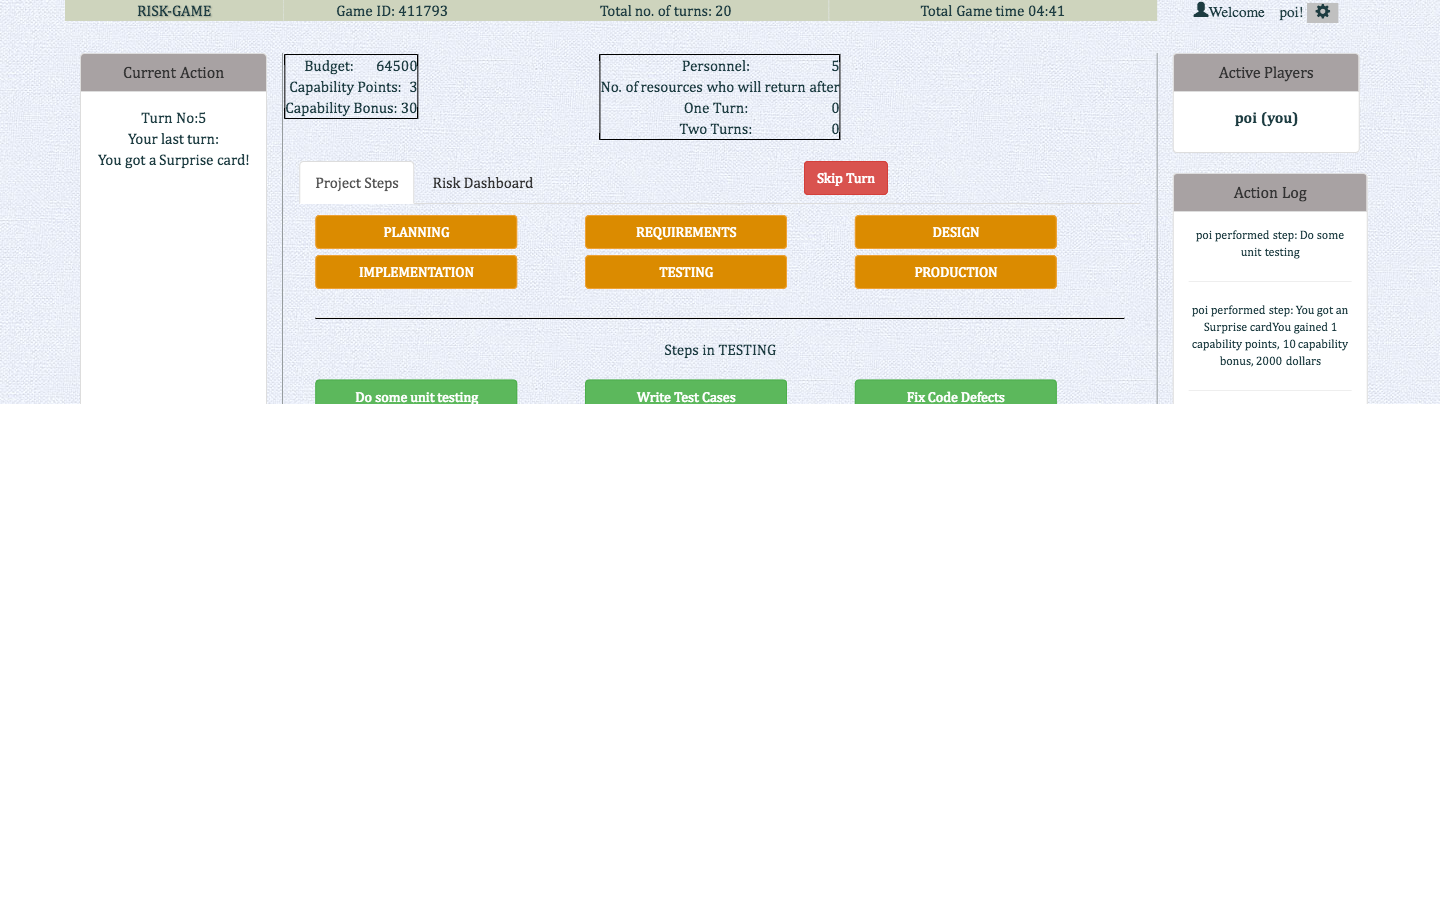 RISK-GAME
Game ID: 411793
Total no. of turns: 20
Total Game time 04:41
Welcome poi!
Current Action
Turn No:5
Your last turn:
You got a Surprise card!
Budget: 64500
Capability Points: 3
Capability Bonus: 30
Personnel: 5
No. of resources who will return after
One Turn: 0
Two Turns: 0
Project Steps
Risk Dashboard
Skip Turn
PLANNING
REQUIREMENTS
DESIGN
IMPLEMENTATION
TESTING
PRODUCTION
Steps in TESTING
Do some unit testing
Write Test Cases
Fix Code Defects
Active Players
poi (you)
Action Log
poi performed step: Do some
unit testing
poi performed step: You got an
Surprise cardYou gained 1
capability points, 10 capability
bonus, 2000 dollars